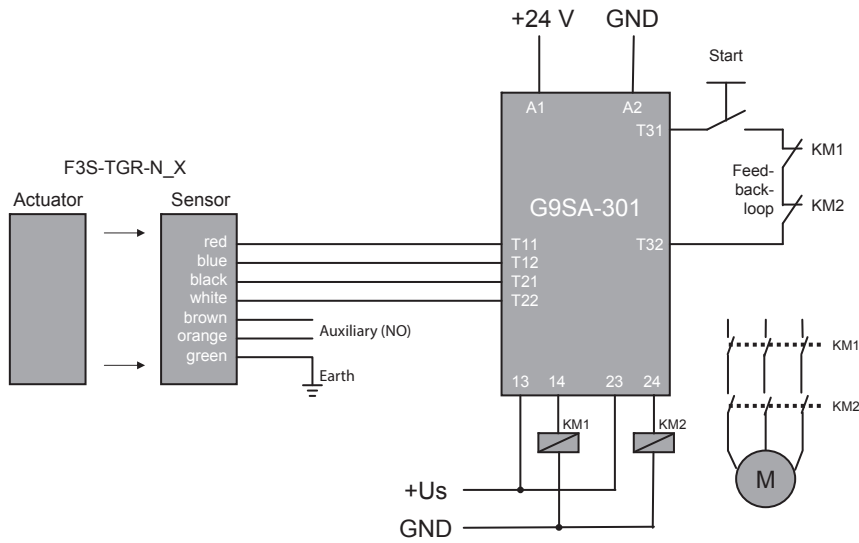 +24 V
GND
Start
A1
A2
T31
KM1
Feed-
back-
loop
KM2
F3S-TGR-N_X
Actuator
Sensor
G9SA-301
red
T11
T32
blue
T12
black
T21
white
T22
brown
orange
Auxiliary (NO)
green
Earth
13
14
23
24
KM1
KM2
KM1
KM2
M
+Us
GND